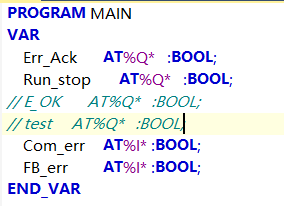 PROGRAM MAIN
VAR
Err_Ack AT%Q* :BOOL;
Run_stop AT%Q* :BOOL;
// E_OK AT%Q* :BOOL;
// test AT%Q* :BOOL;
Com_err AT%I* :BOOL;
FB_err AT%I* :BOOL;
END_VAR